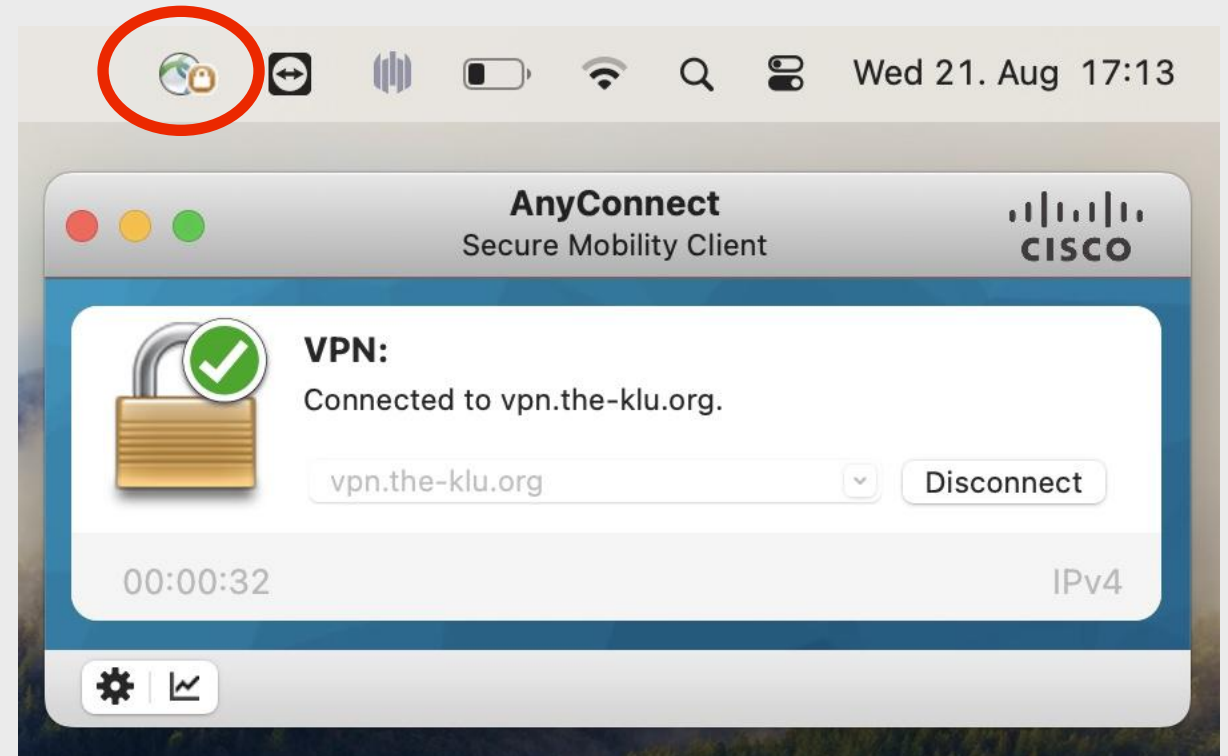 Wed 21. Aug 17:13
AnyConnect
Secure Mobility Client
CISCO
VPN:
Connected to vpn.the-klu.org.
vpn.the-klu.org
Disconnect
00:00:32
IPv4